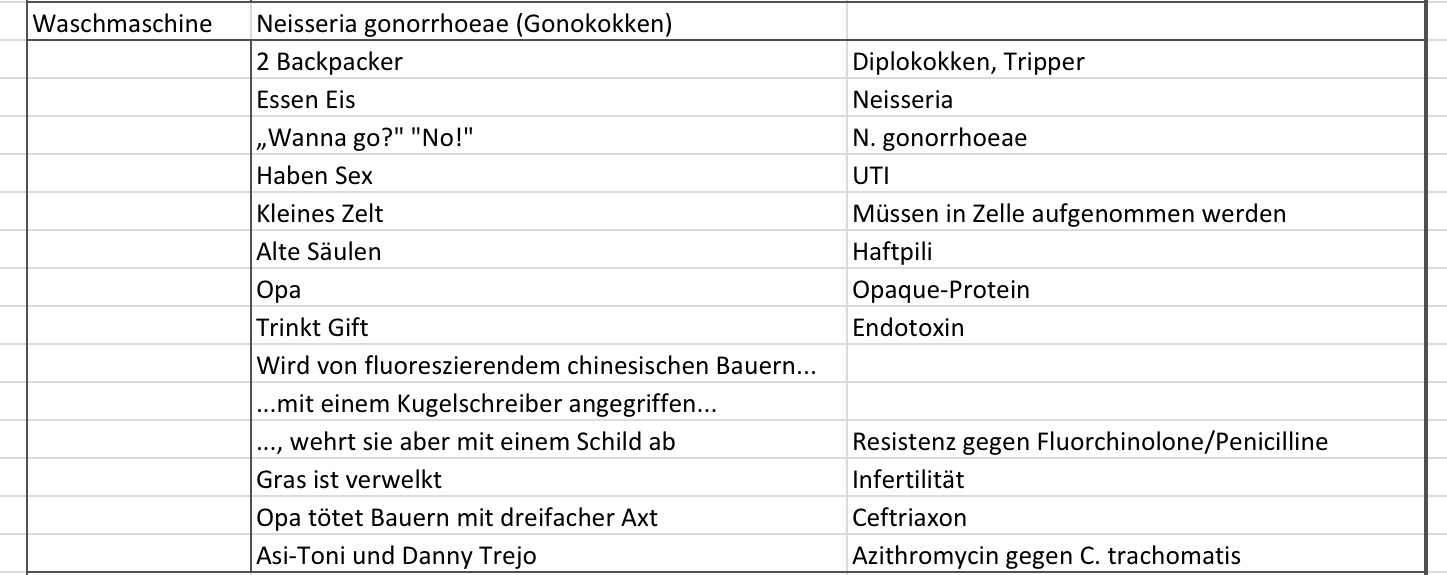 Waschmaschine Neisseria gonorrhoeae (Gonokokken)
2 Backpacker Diplokokken, Tripper
Essen Eis Neisseria
„Wanna go?" "No!" N. gonorrhoeae
Haben Sex UTI
Kleines Zelt Müssen in Zelle aufgenommen werden
Alte Säulen Haftpili
Opa Opaque-Protein
Trinkt Gift Endotoxin
Wird von fluoreszierendem chinesischen Bauern...
...mit einem Kugelschreiber angegriffen...
..., wehrt sie aber mit einem Schild ab Resistenz gegen Fluorchinolone/Penicilline
Gras ist verwelkt Infertilität
Opa tötet Bauern mit dreifacher Axt Ceftriaxon
Asi-Toni und Danny Trejo Azithromycin gegen C. trachomatis